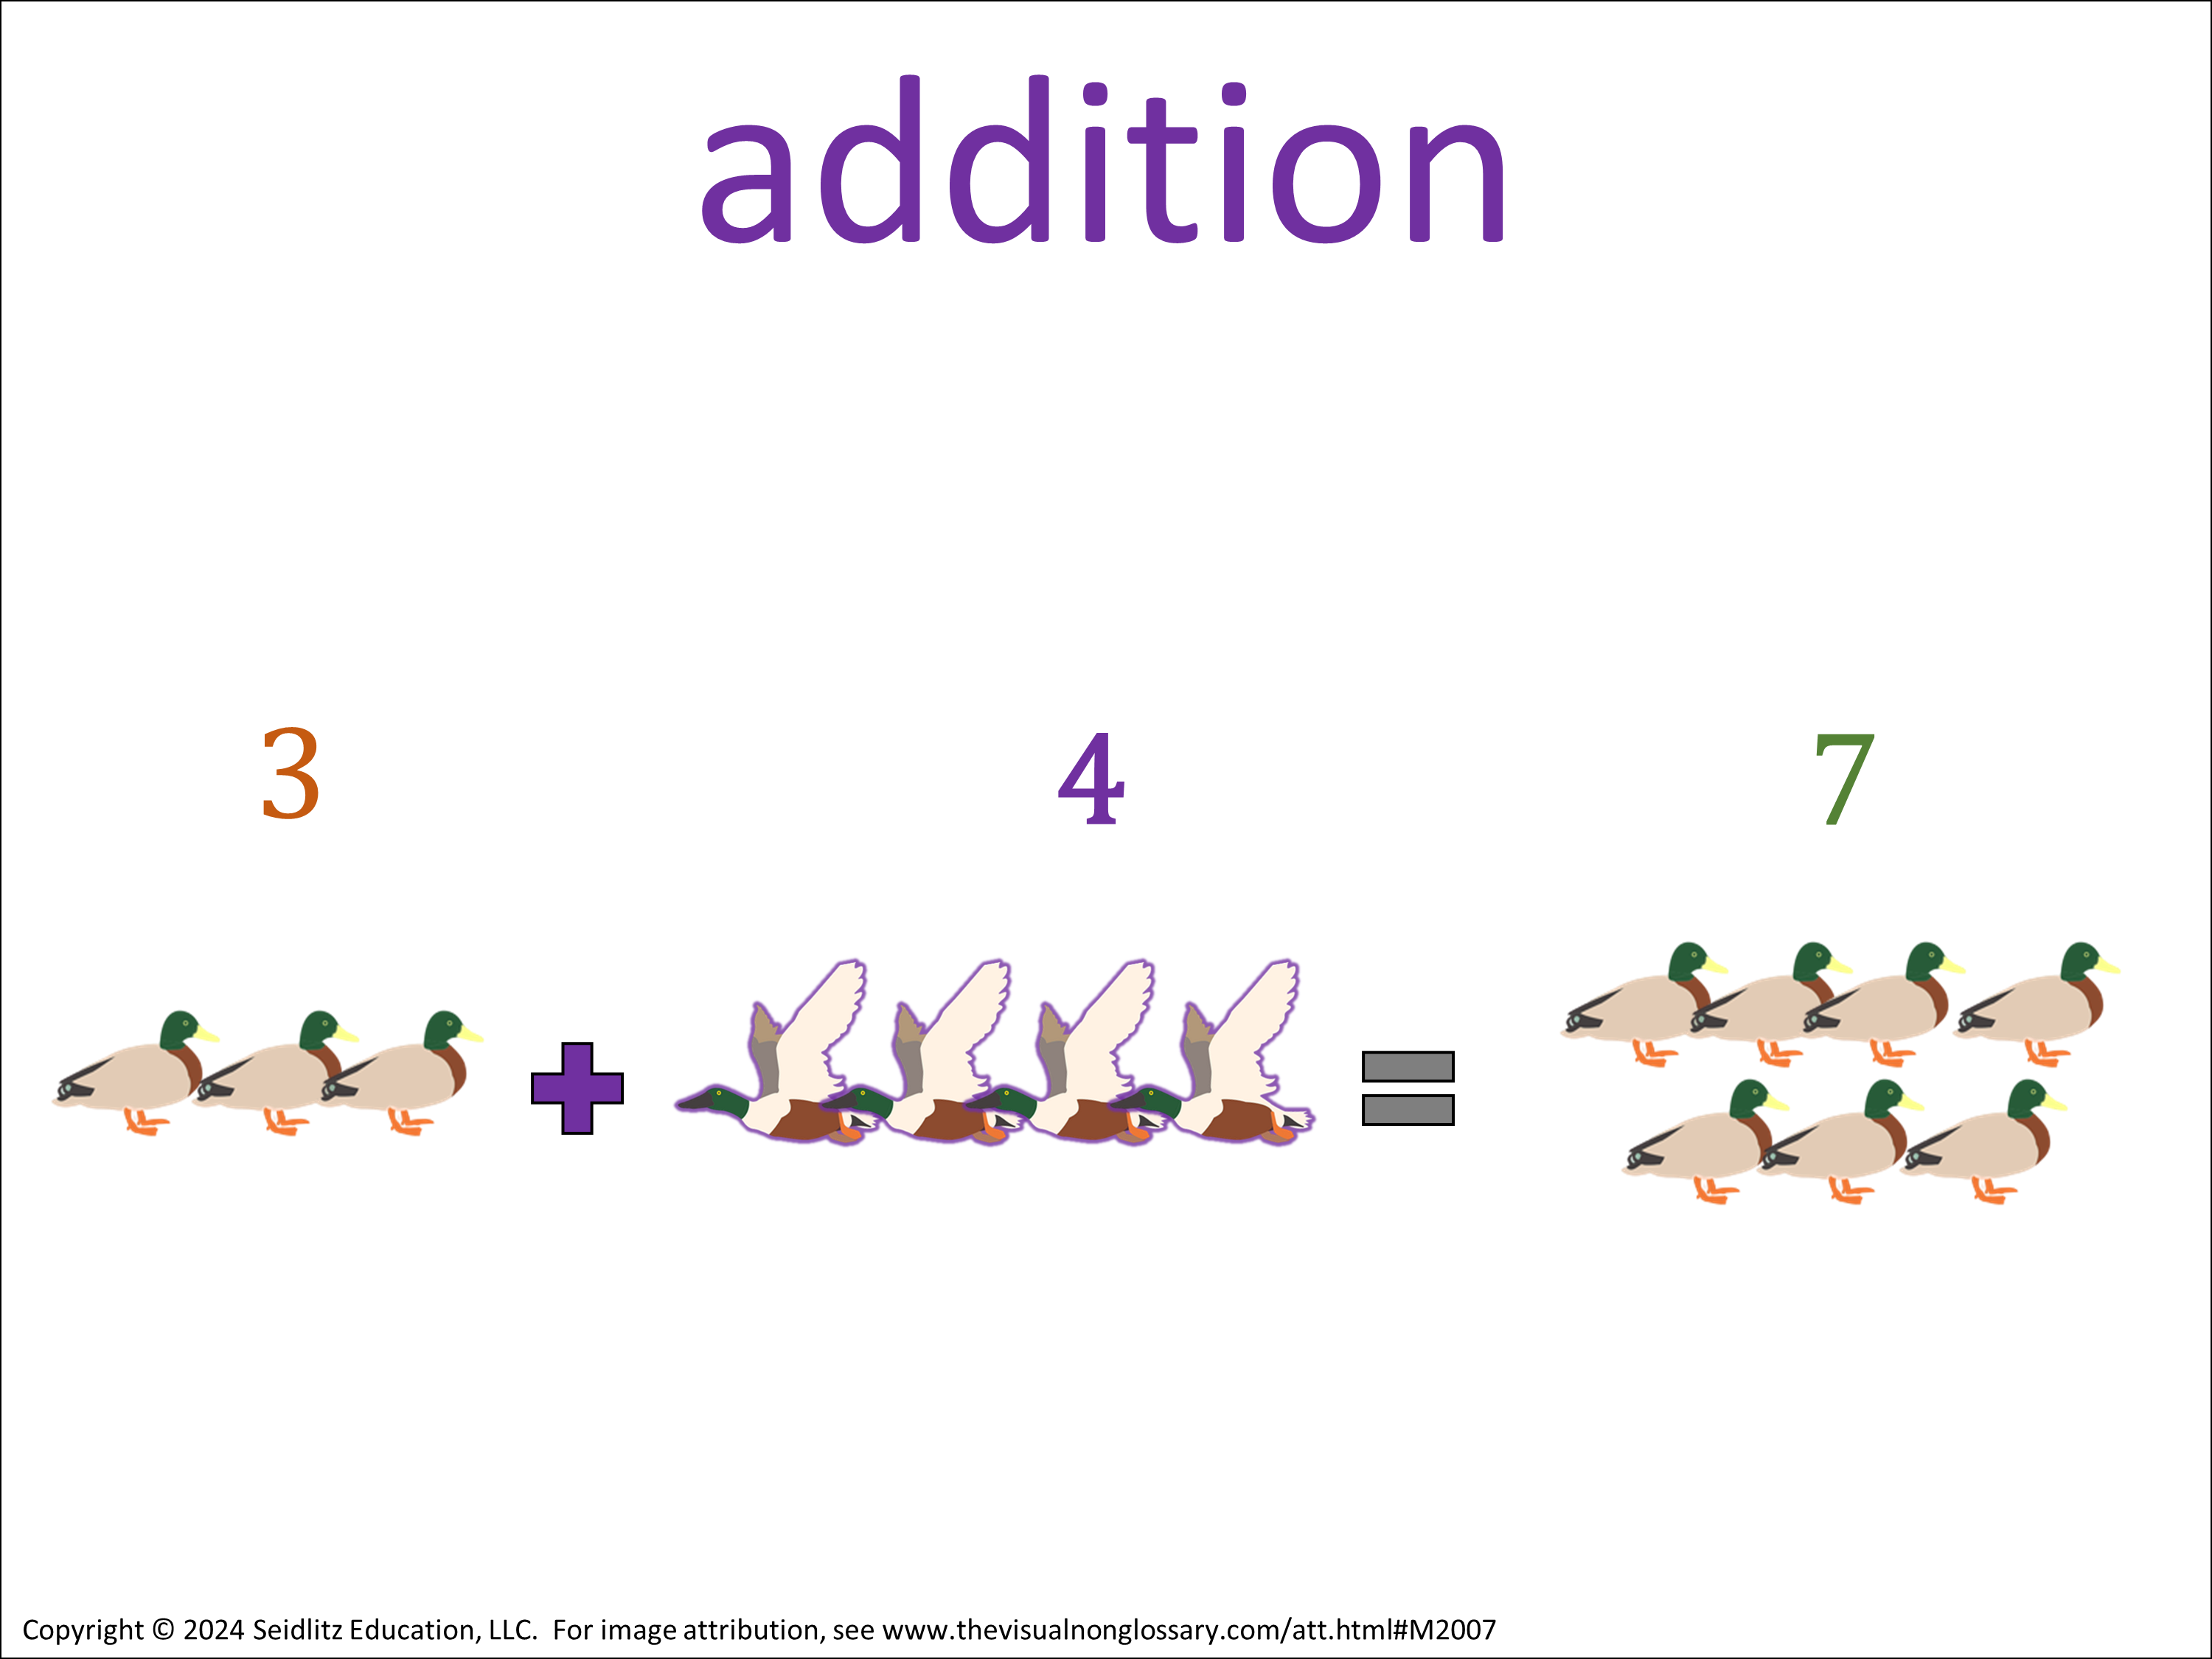 addition
3 4 7
+ =
Copyright © 2024 Seidlitz Education, LLC.  For image attribution, see www.thevisualnonglossary.com/att.html#M2007